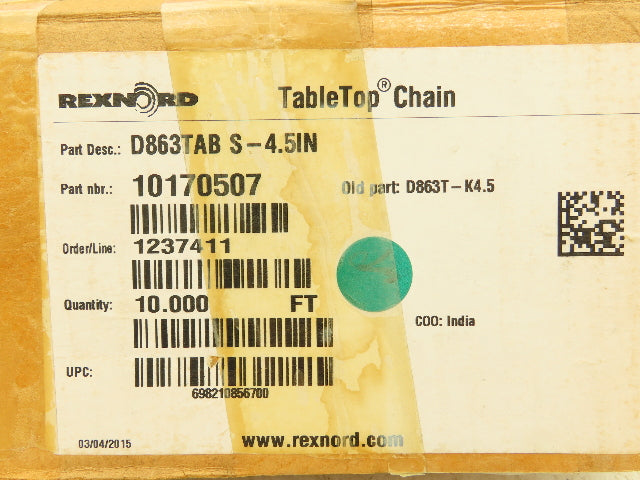 REXNORD TableTop® Chain
Part Desc.: D863TAB S-4.5IN
Part nbr.: 10170507 Old part: D863T-K4.5
Order/Line: 1237411
Quantity: 10.000 FT
COO: India
UPC:
698210856700
03/04/2015 www.rexnord.com